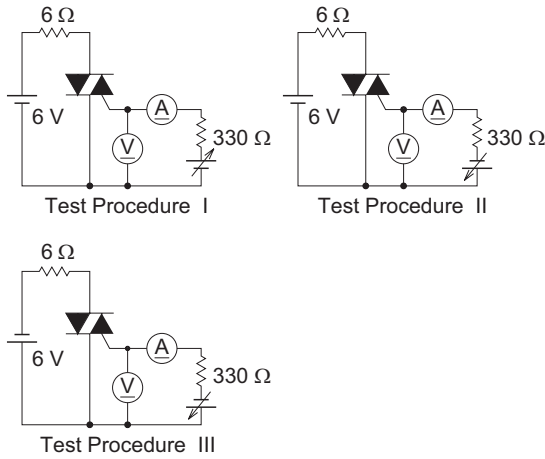 6 Ω
6 V
A
V
330 Ω
Test Procedure I
6 Ω
6 V
A
V
330 Ω
Test Procedure II
6 Ω
6 V
A
V
330 Ω
Test Procedure III